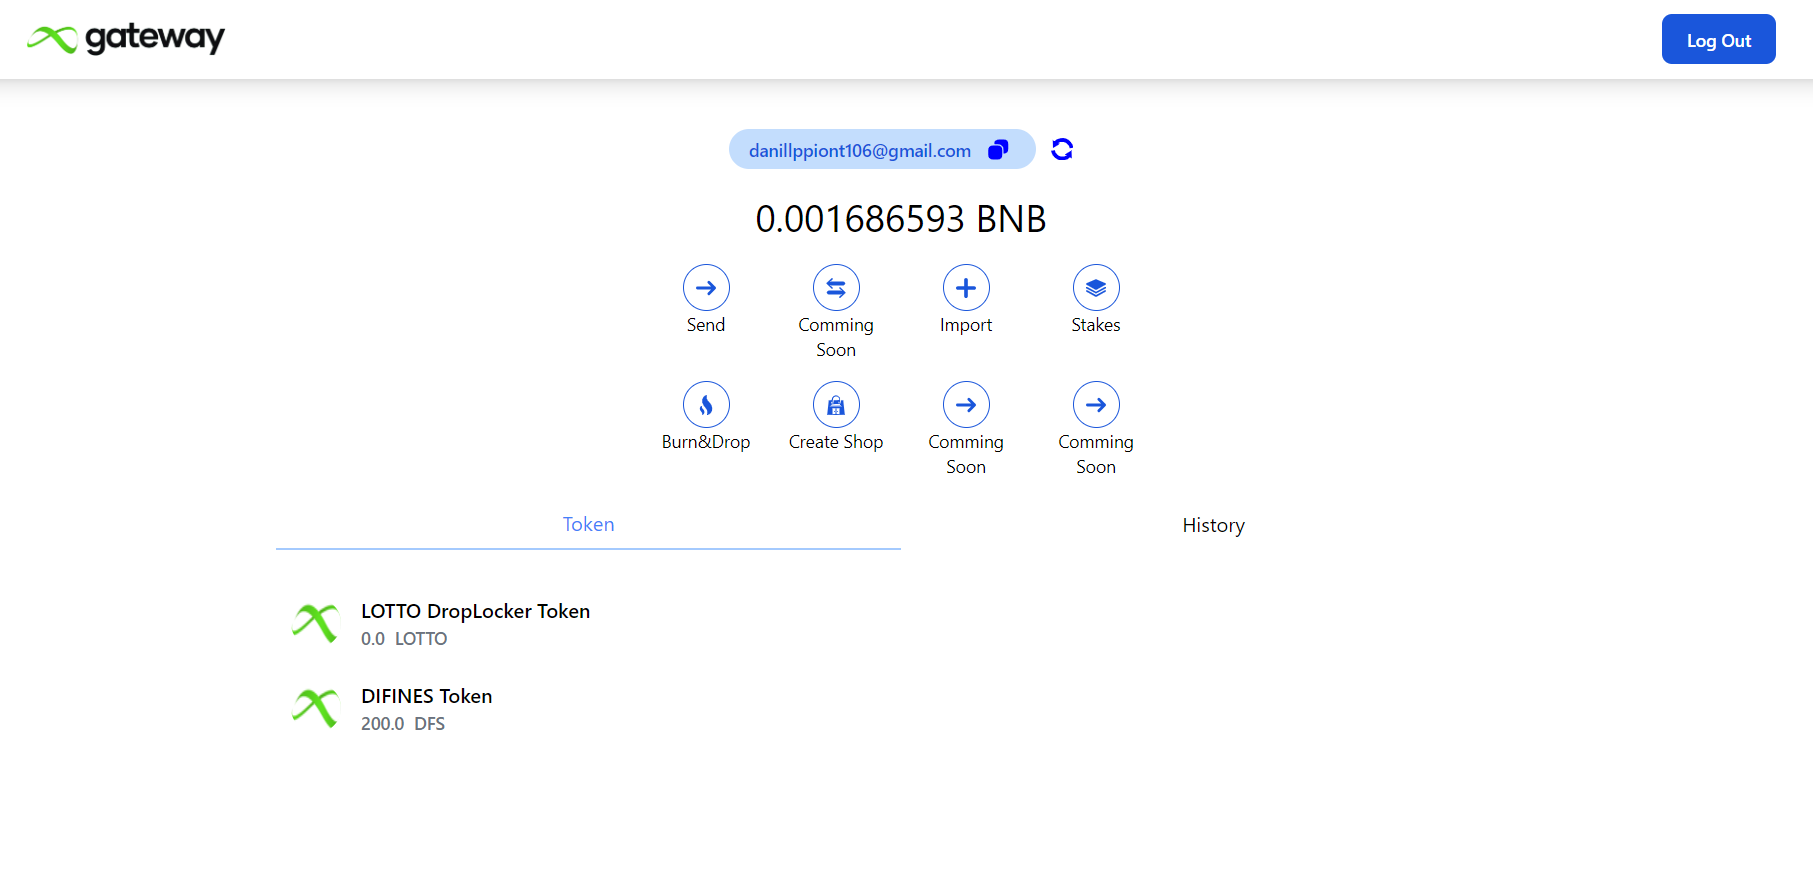 gateway
Log Out
danillppiont106@gmail.com
0.001686593 BNB
Send
Comming
Soon
Import
Stakes
Burn&Drop
Create Shop
Comming
Soon
Comming
Soon
Token
History
LOTTO DropLocker Token
0.0 LOTTO
DIFINES Token
200.0 DFS